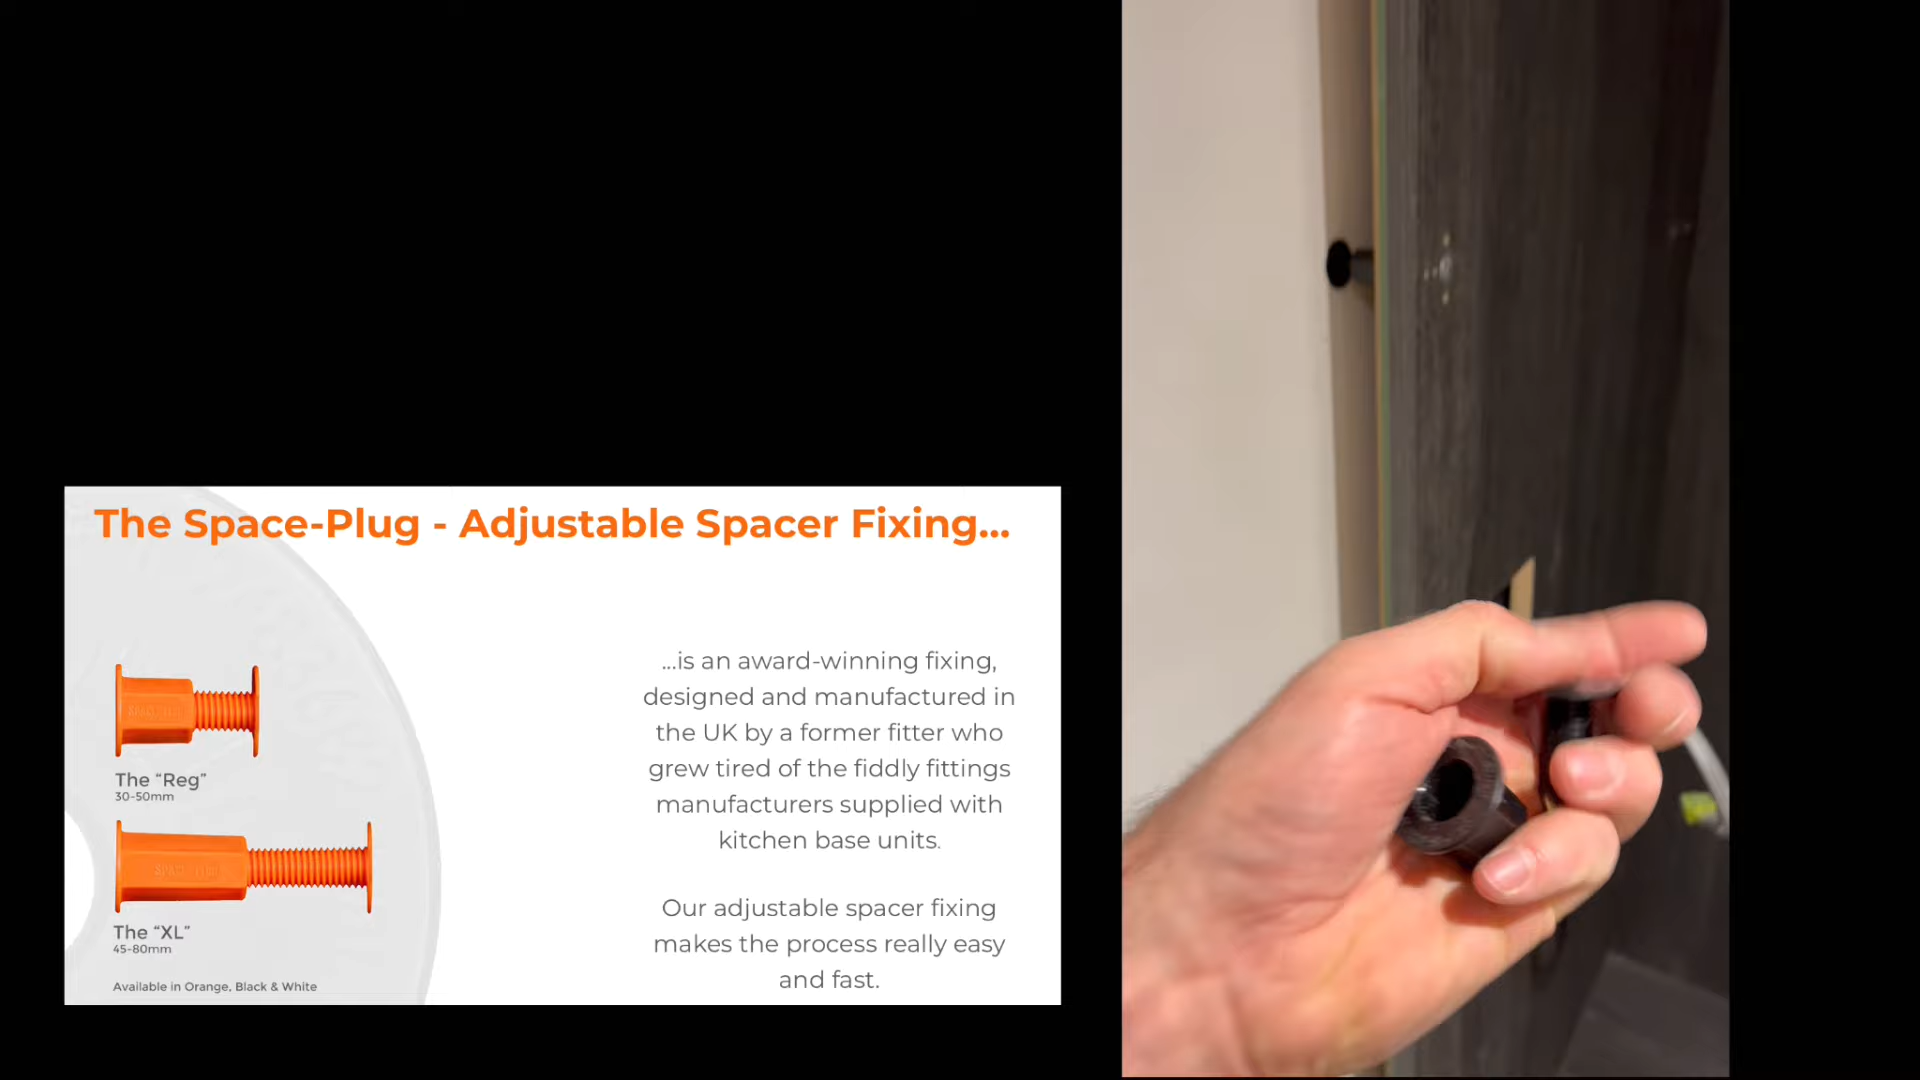 The Space-Plug - Adjustable Spacer Fixing...
...is an award-winning fixing,
designed and manufactured in
the UK by a former fitter who
grew tired of the fiddly fittings
manufacturers supplied with
kitchen base units.
Our adjustable spacer fixing
makes the process really easy
and fast.
The “Reg”
30-50mm
The “XL”
45-80mm
Available in Orange, Black & White